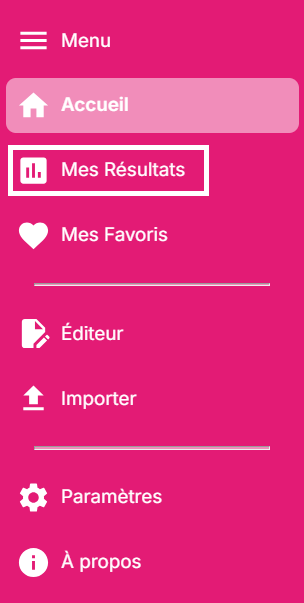 Menu
Accueil
Mes Résultats
Mes Favoris
Éditeur
Importer
Paramètres
À propos